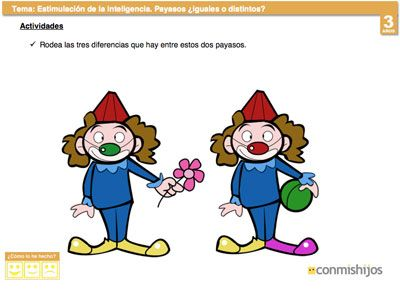 Tema: Estimulación de la Inteligencia. Payasos ¿iguales o distintos?
3
AÑOS
Actividades
✓ Rodea las tres diferencias que hay entre estos dos payasos.
¿Cómo lo he hecho?
conmishijos